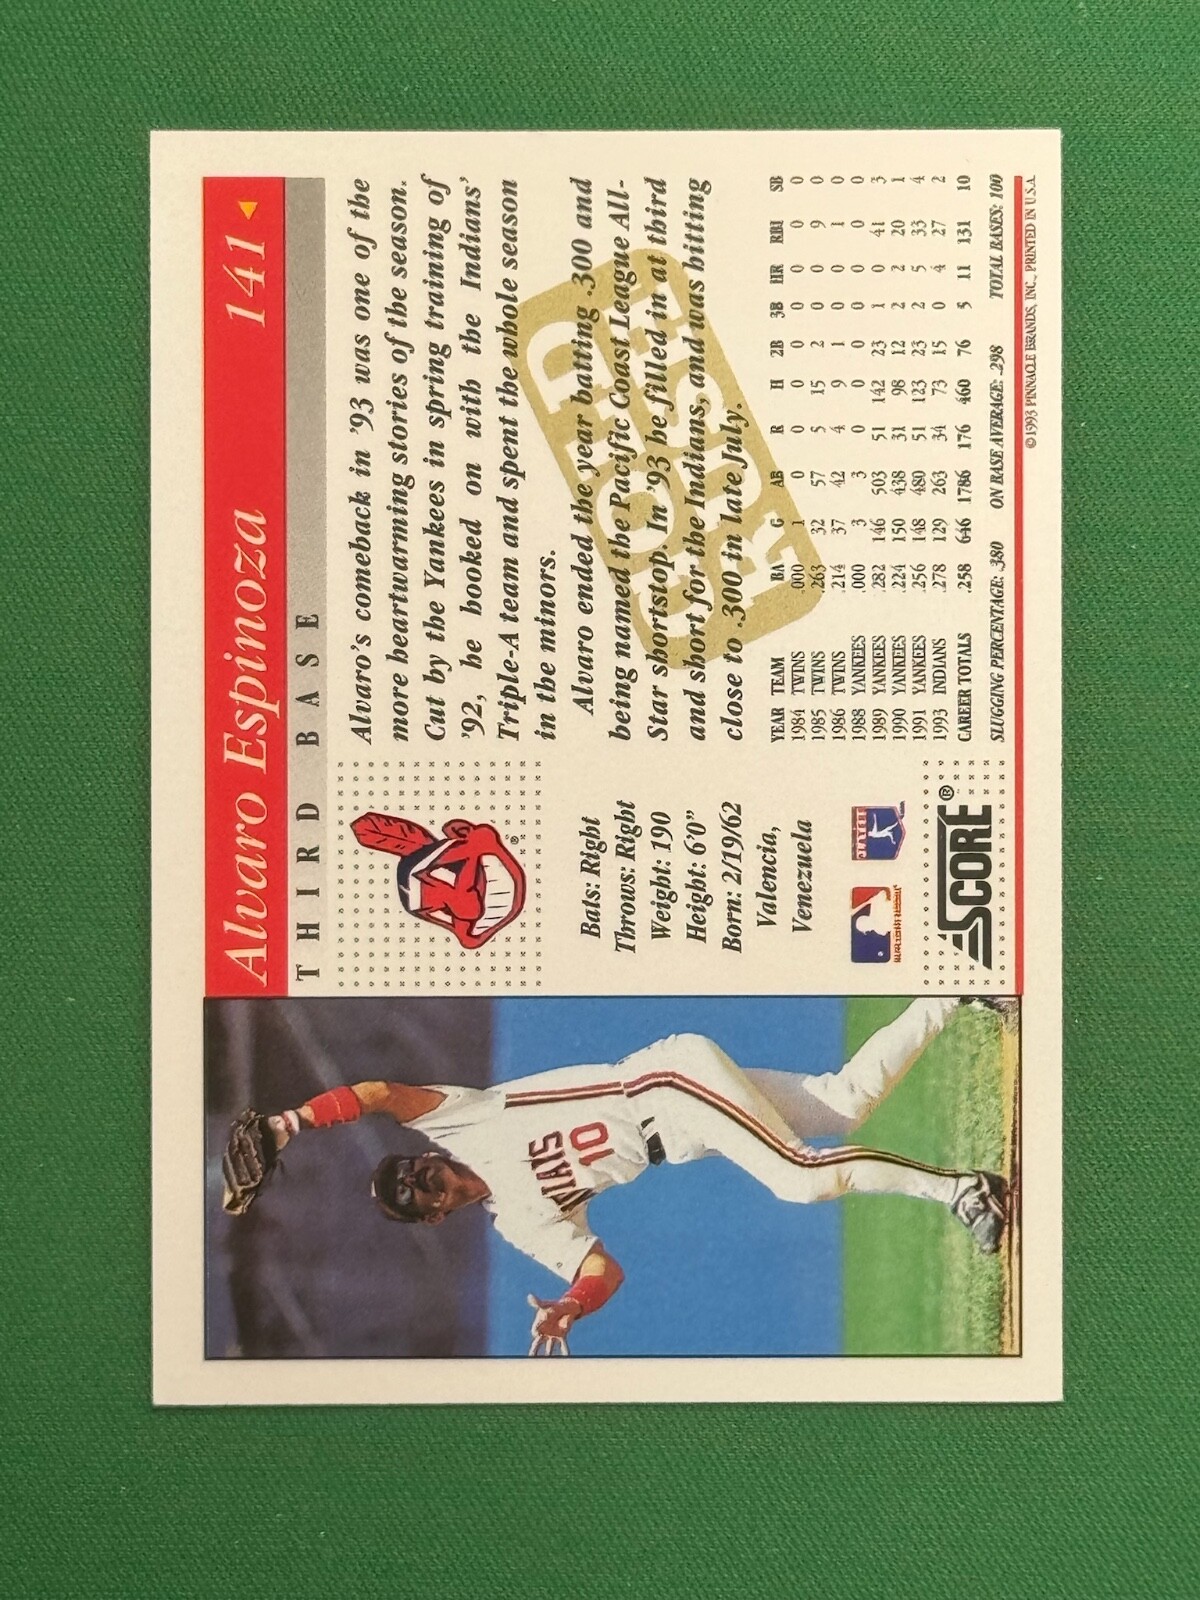 Alvaro Espinoza 141
THIRD BASE
Alvaro's comeback in '93 was one of the
more heartwarming stories of the season.
Cut by the Yankees in spring training of
'92, he hooked on with the Indians'
Triple-A team and spent the whole season
in the minors.
Alvaro ended the year batting .300 and
being named the Pacific Coast League All-
Star shortstop. In '93 he filled in at third
and short for the Indians, and was hitting
close to .300 in late July.
GOLD
RUSH
Bats: Right
Throws: Right
Weight: 190
Height: 6'0"
Born: 2/19/62
Valencia,
Venezuela
YEAR TEAM BA G AB R H 2B 3B HR RBI SB
1984 TWINS .000 1 0 0 0 0 0 0 0 0
1985 TWINS .263 32 57 5 15 2 0 0 9 0
1986 TWINS .214 37 42 4 9 1 0 0 1 0
1988 YANKEES .000 3 3 0 0 0 0 0 0 0
1989 YANKEES .282 146 503 51 142 23 1 0 41 3
1990 YANKEES .224 150 438 31 98 12 2 2 20 1
1991 YANKEES .256 148 480 51 123 23 2 5 33 4
1993 INDIANS .278 129 263 34 73 15 0 4 27 2
CAREER TOTALS .258 646 1786 176 460 76 5 11 131 10
SLUGGING PERCENTAGE: .380 ON BASE AVERAGE: .298 TOTAL BASES: 100
SCORE®
© 1993 PINNACLE BRANDS, INC., PRINTED IN U.S.A.
10